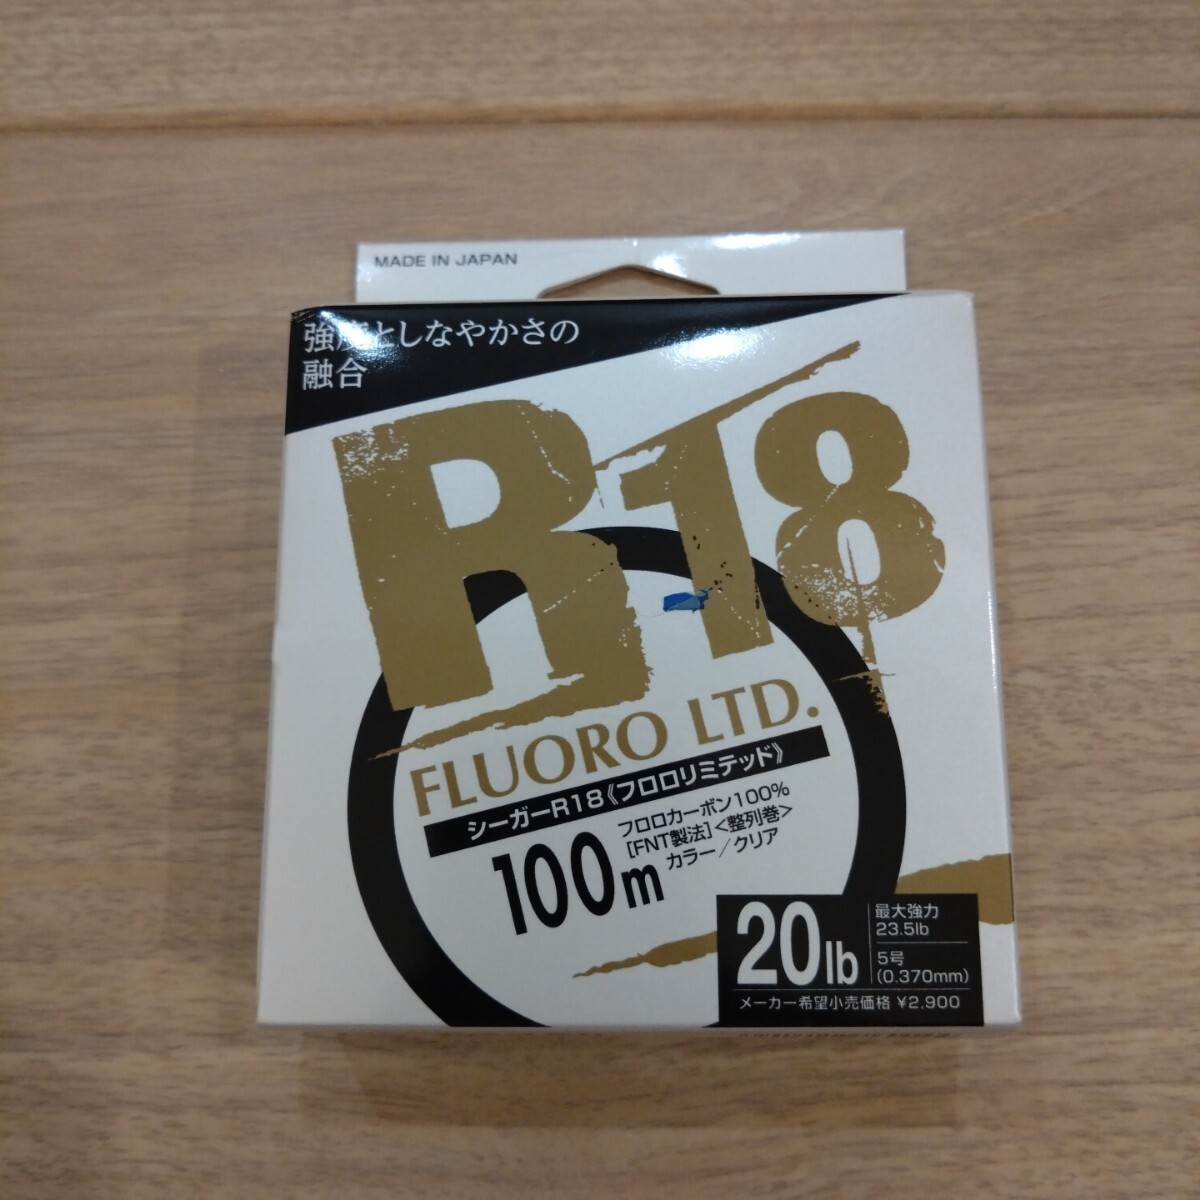 MADE IN JAPAN
強度としなやかさの
融合
R18
FLUORO LTD.
シーガーR18《フロロリミテッド》
100m
フロロカーボン100%
[FNT製法]<整列巻>
カラー/クリア
20lb
最大強力
23.5lb
5号
(0.370mm)
メーカー希望小売価格 ¥2,900